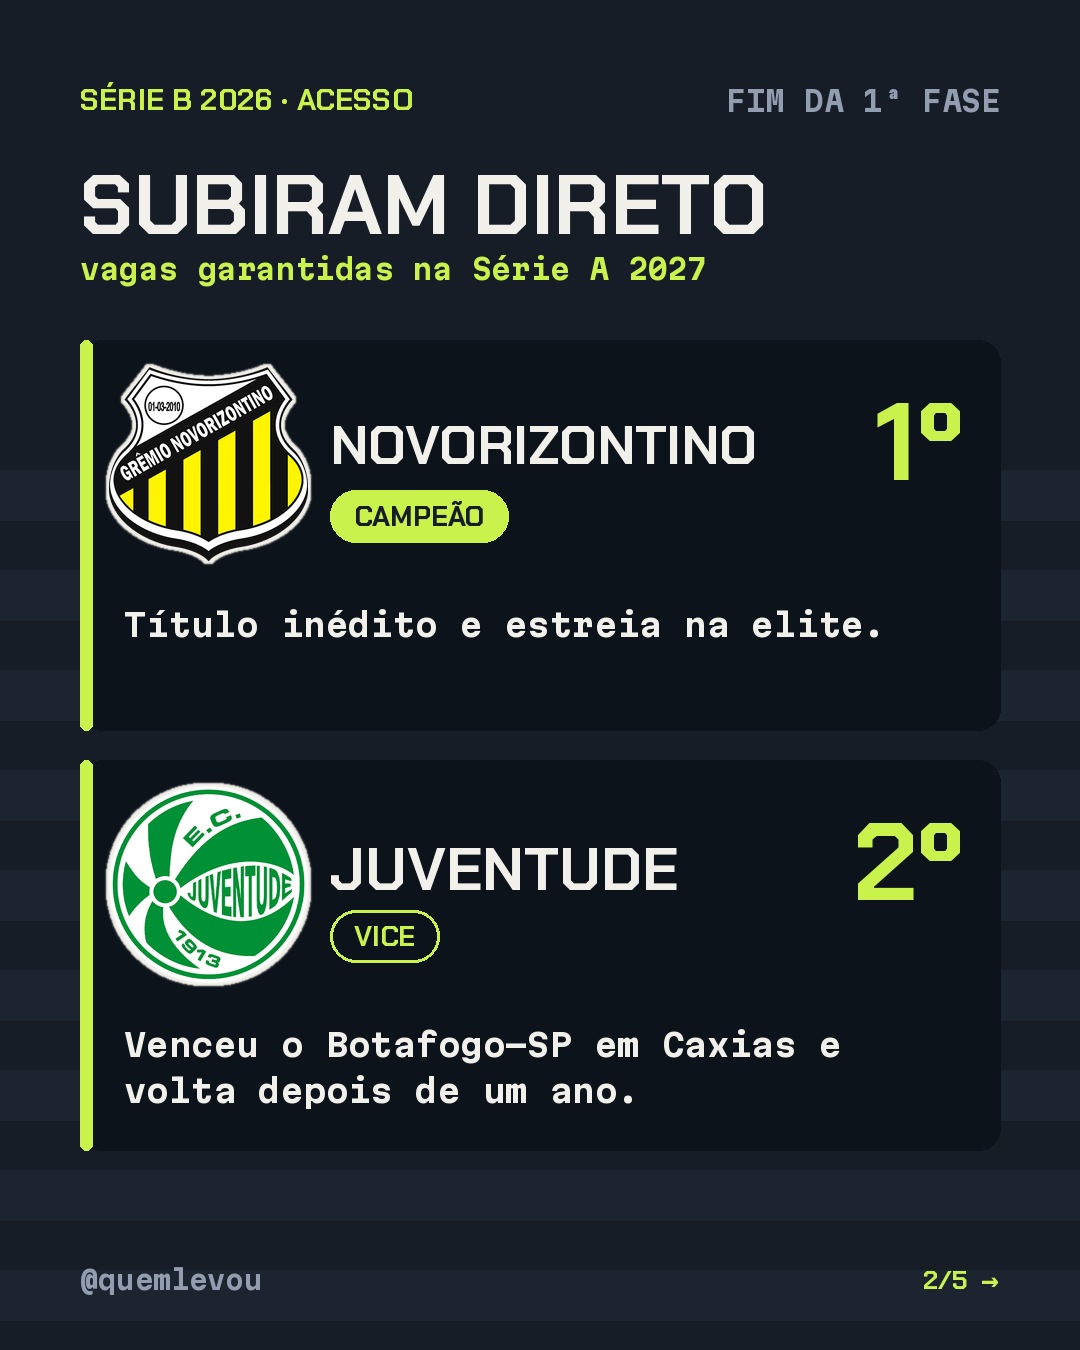 SÉRIE B 2026 · ACESSO
FIM DA 1ª FASE
SUBIRAM DIRETO
vagas garantidas na Série A 2027
01-03-2010
GRÊMIO NOVORIZONTINO
NOVORIZONTINO
1º
CAMPEÃO
Título inédito e estreia na elite.
E.C.
JUVENTUDE
1913
JUVENTUDE
2º
VICE
Venceu o Botafogo–SP em Caxias e
volta depois de um ano.
@quemlevou
2/5 →